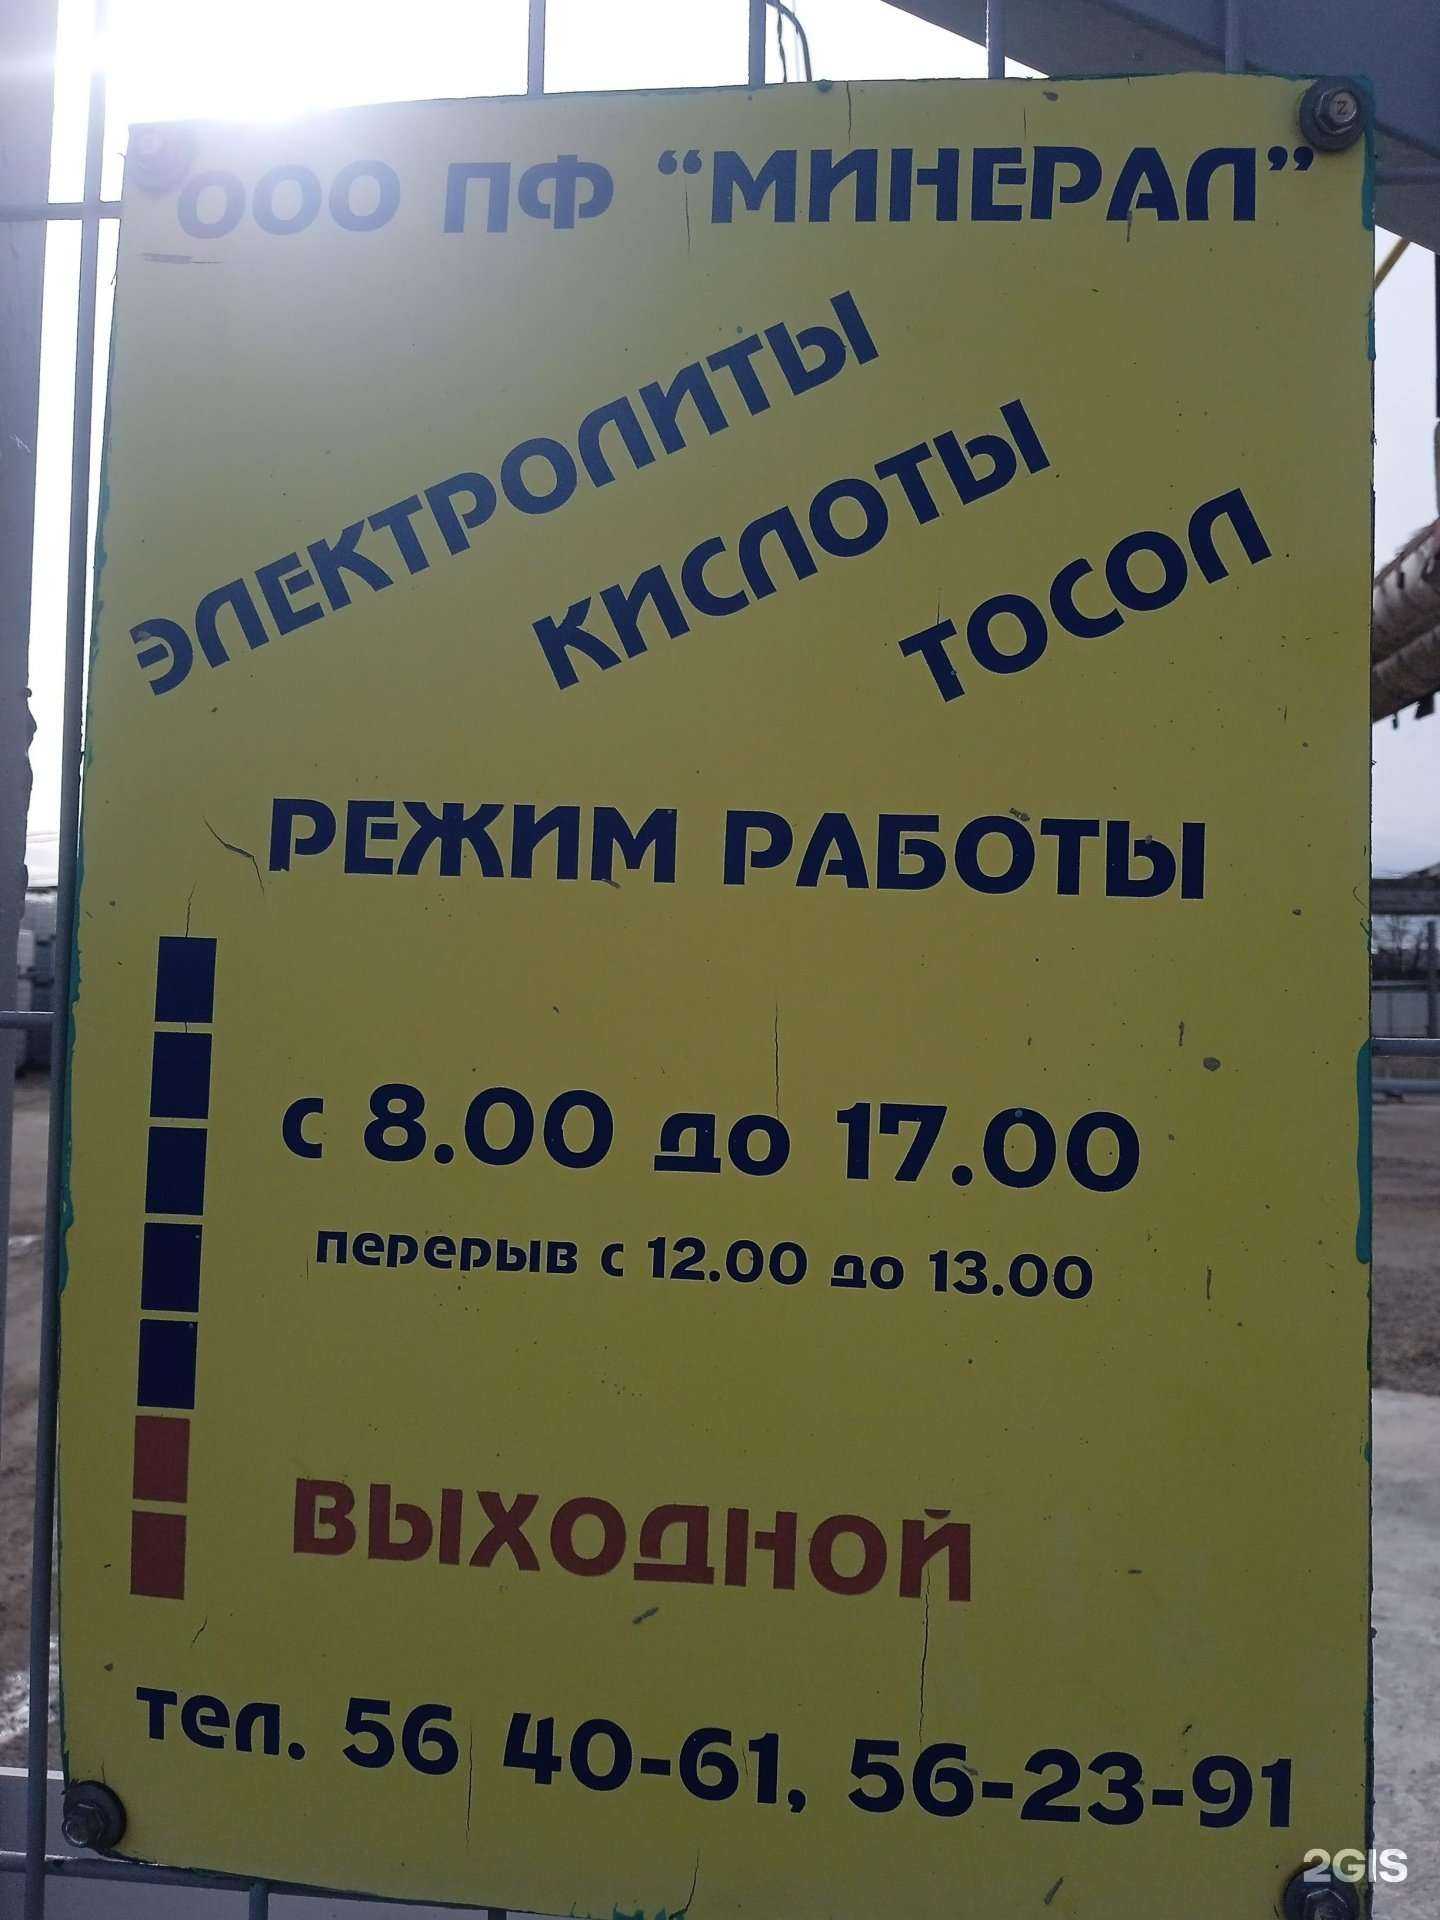 ООО ПФ “МИНЕРАЛ”
ЭЛЕКТРОЛИТЫ
КИСЛОТЫ
ТОСОЛ
РЕЖИМ РАБОТЫ
с 8.00 до 17.00
перерыв с 12.00 до 13.00
ВЫХОДНОЙ
тел. 56 40-61, 56-23-91
2GIS